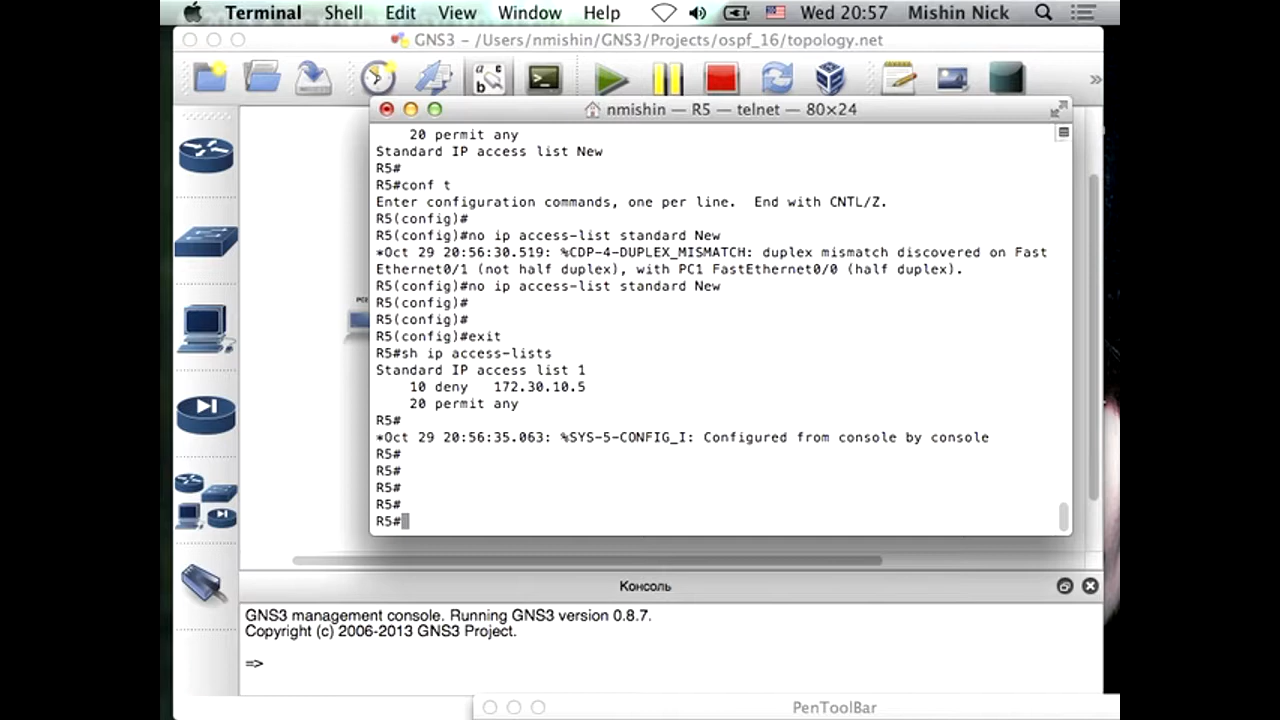 Terminal Shell Edit View Window Help Wed 20:57 Mishin Nick
GNS3 – /Users/nmishin/GNS3/Projects/ospf_16/topology.net
nmishin — R5 — telnet — 80×24
20 permit any
Standard IP access list New
R5#
R5#conf t
Enter configuration commands, one per line.  End with CNTL/Z.
R5(config)#
R5(config)#no ip access-list standard New
*Oct 29 20:56:30.519: %CDP-4-DUPLEX_MISMATCH: duplex mismatch discovered on Fast
Ethernet0/1 (not half duplex), with PC1 FastEthernet0/0 (half duplex).
R5(config)#no ip access-list standard New
R5(config)#
R5(config)#
R5(config)#exit
R5#sh ip access-lists
Standard IP access list 1
10 deny   172.30.10.5
20 permit any
R5#
*Oct 29 20:56:35.063: %SYS-5-CONFIG_I: Configured from console by console
R5#
R5#
R5#
R5#
R5#
Консоль
GNS3 management console. Running GNS3 version 0.8.7.
Copyright (c) 2006-2013 GNS3 Project.
=>
PenToolBar